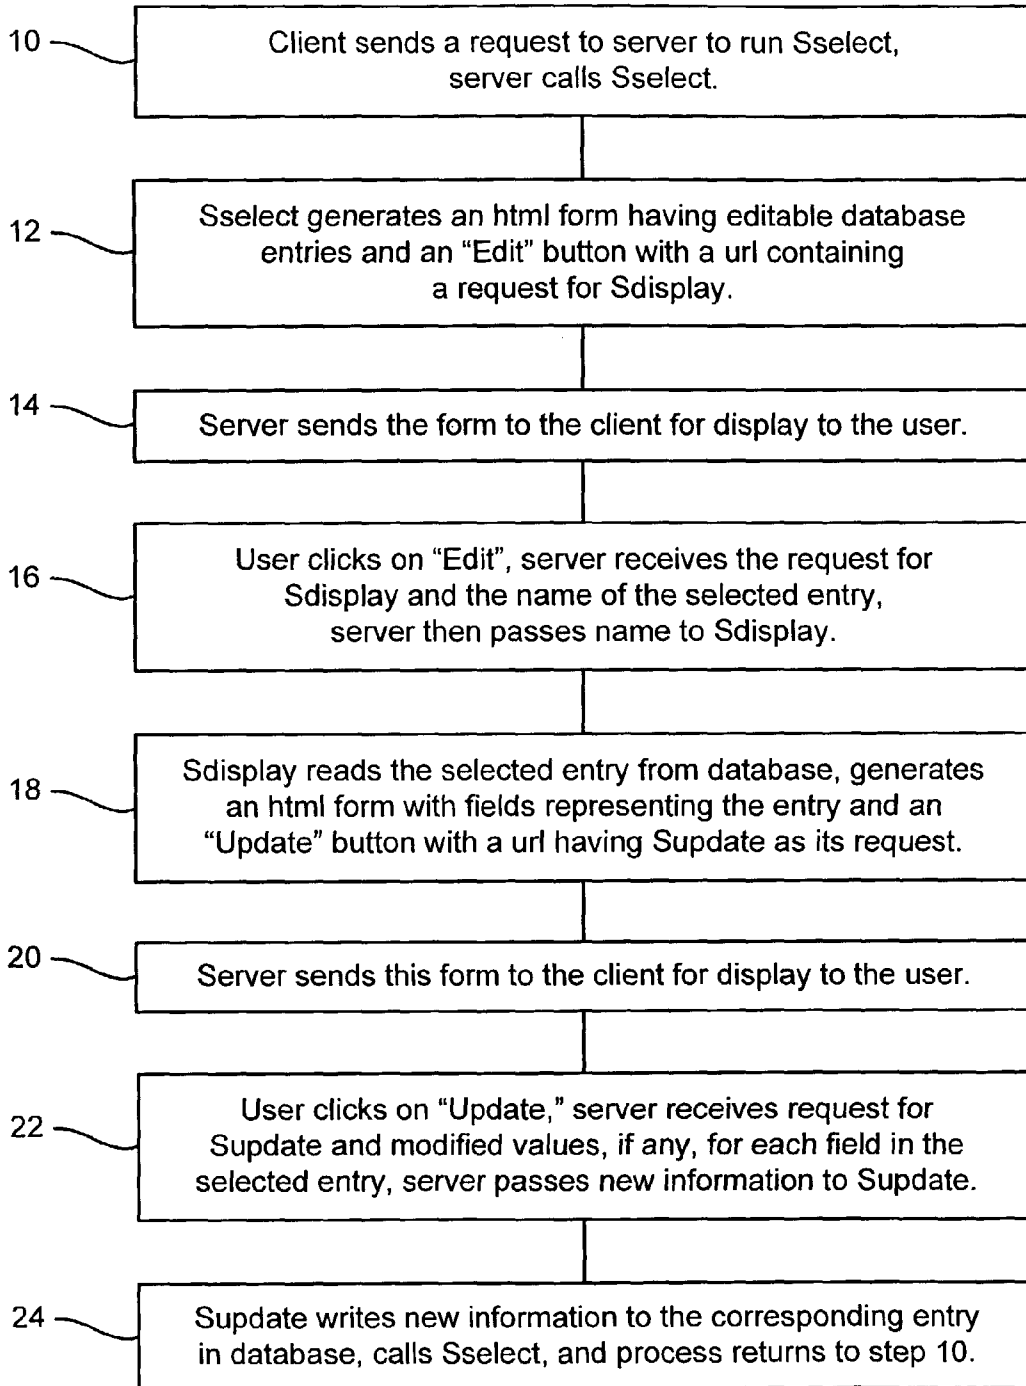 10
Client sends a request to server to run Sselect,
server calls Sselect.
12
Sselect generates an html form having editable database
entries and an “Edit” button with a url containing
a request for Sdisplay.
14
Server sends the form to the client for display to the user.
16
User clicks on “Edit”, server receives the request for
Sdisplay and the name of the selected entry,
server then passes name to Sdisplay.
18
Sdisplay reads the selected entry from database, generates
an html form with fields representing the entry and an
“Update” button with a url having Supdate as its request.
20
Server sends this form to the client for display to the user.
22
User clicks on “Update,” server receives request for
Supdate and modified values, if any, for each field in the
selected entry, server passes new information to Supdate.
24
Supdate writes new information to the corresponding entry
in database, calls Sselect, and process returns to step 10.